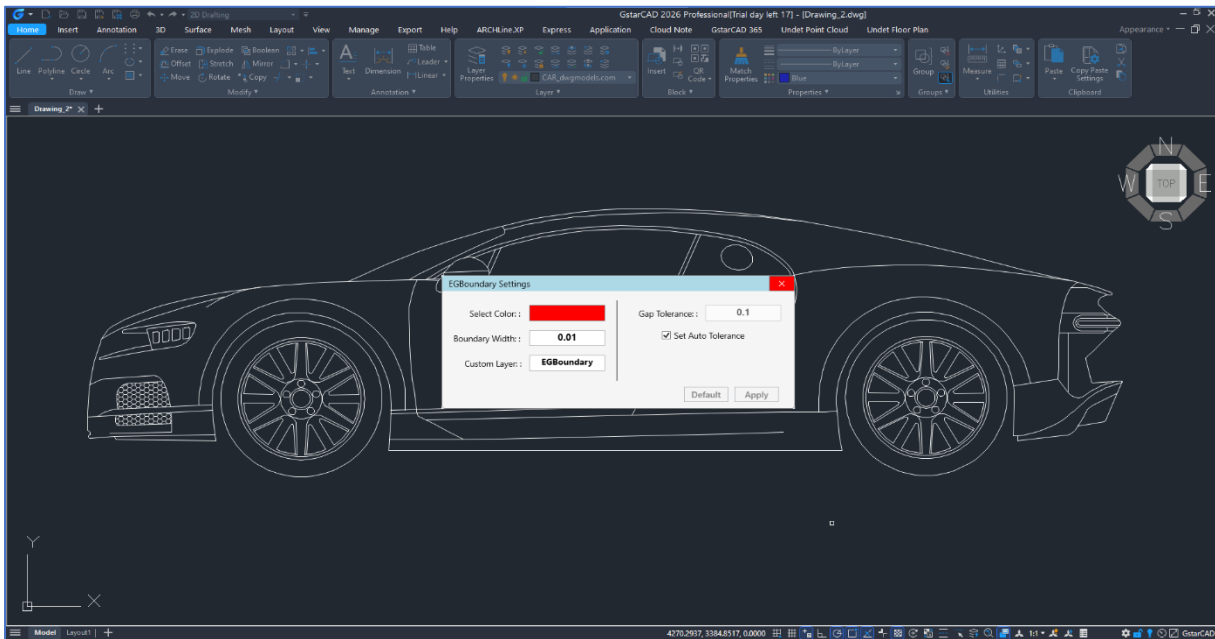 2D Drafting
GstarCAD 2026 Professional[Trial day left 17] - [Drawing_2.dwg]
Home Insert Annotation 3D Surface Mesh Layout View Manage Export Help ARCHLine.XP Express Application Cloud Note GstarCAD 365 Undet Point Cloud Undet Floor Plan Appearance
Line Polyline Circle Arc
Erase Explode Boolean
Offset Stretch Mirror
Move Rotate Copy
Text Dimension
Table
Leader
Linear
Layer Properties
CAR_dwgmodels.com
Insert
QR Code
Match Properties
ByLayer
ByLayer
Blue
Group
Measure
Paste Copy Paste Settings
Draw Modify Annotation Layer Block Properties Groups Utilities Clipboard
Drawing_2*
N
W TOP E
S
EGBoundary Settings
Select Color: :
Gap Tolerance: : 0.1
Boundary Width: : 0.01
Set Auto Tolerance
Custom Layer: : EGBoundary
Default Apply
Y
X
Model Layout1
4270.2937, 3384.8517, 0.0000
1:1
GstarCAD